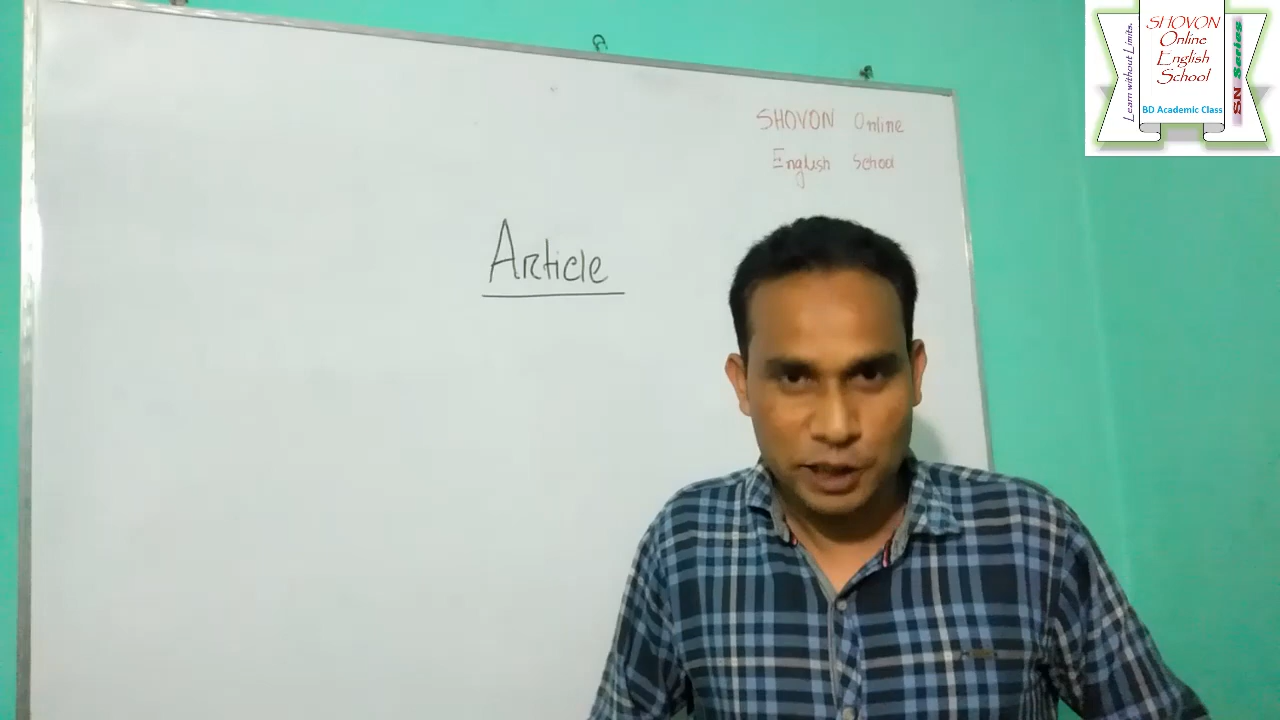 SHOVON Online
English School
Article
Learn without Limits.
SHOVON
Online
English
School
BD Academic Class
SN Series